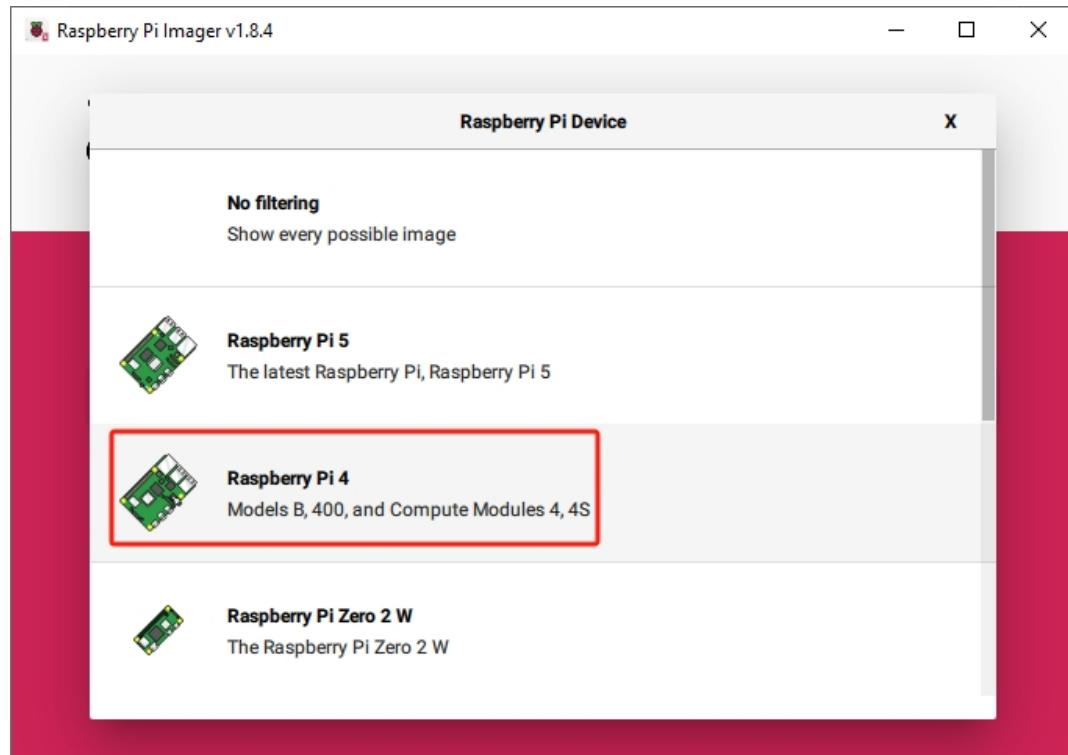 Raspberry Pi Imager v1.8.4
Raspberry Pi Device
X
No filtering
Show every possible image
Raspberry Pi 5
The latest Raspberry Pi, Raspberry Pi 5
Raspberry Pi 4
Models B, 400, and Compute Modules 4, 4S
Raspberry Pi Zero 2 W
The Raspberry Pi Zero 2 W